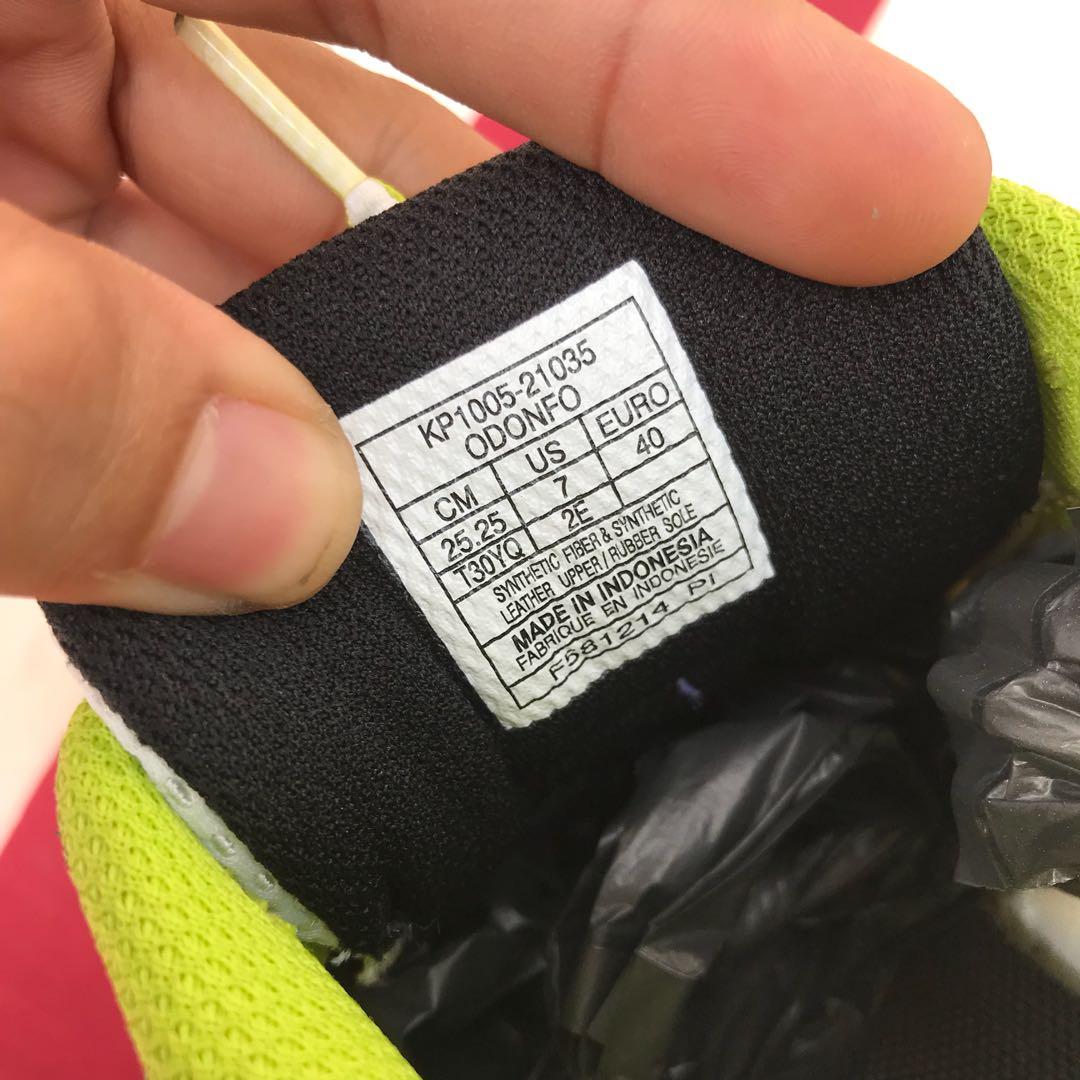 KP1005-21035
ODONFO
CM US EURO
25.25 7 40
T30YQ 2E
SYNTHETIC FIBER & SYNTHETIC
LEATHER UPPER / RUBBER SOLE
MADE IN INDONESIA
FABRIQUE EN INDONESIE
F581214 PI